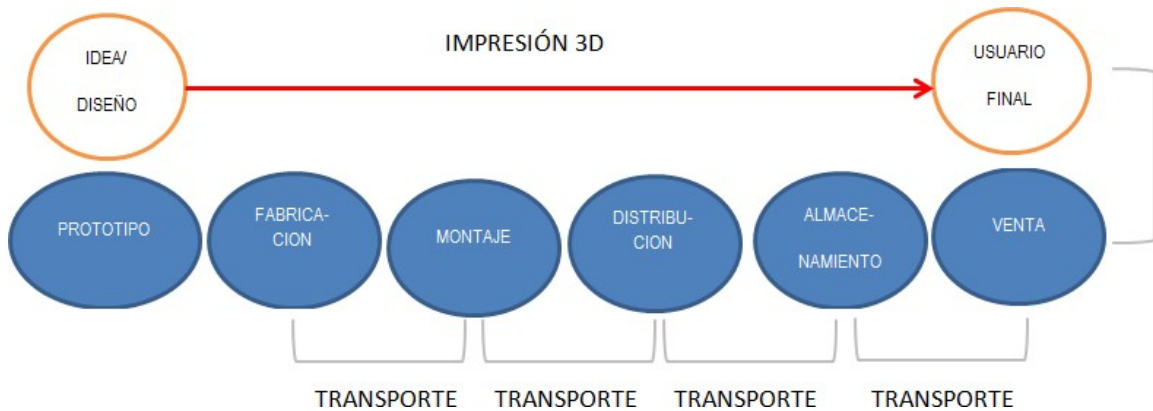 IMPRESIÓN 3D
IDEA/
DISEÑO
USUARIO
FINAL
PROTOTIPO
FABRICA-
CION
MONTAJE
DISTRIBU-
CION
ALMACE-
NAMIENTO
VENTA
TRANSPORTE
TRANSPORTE
TRANSPORTE
TRANSPORTE